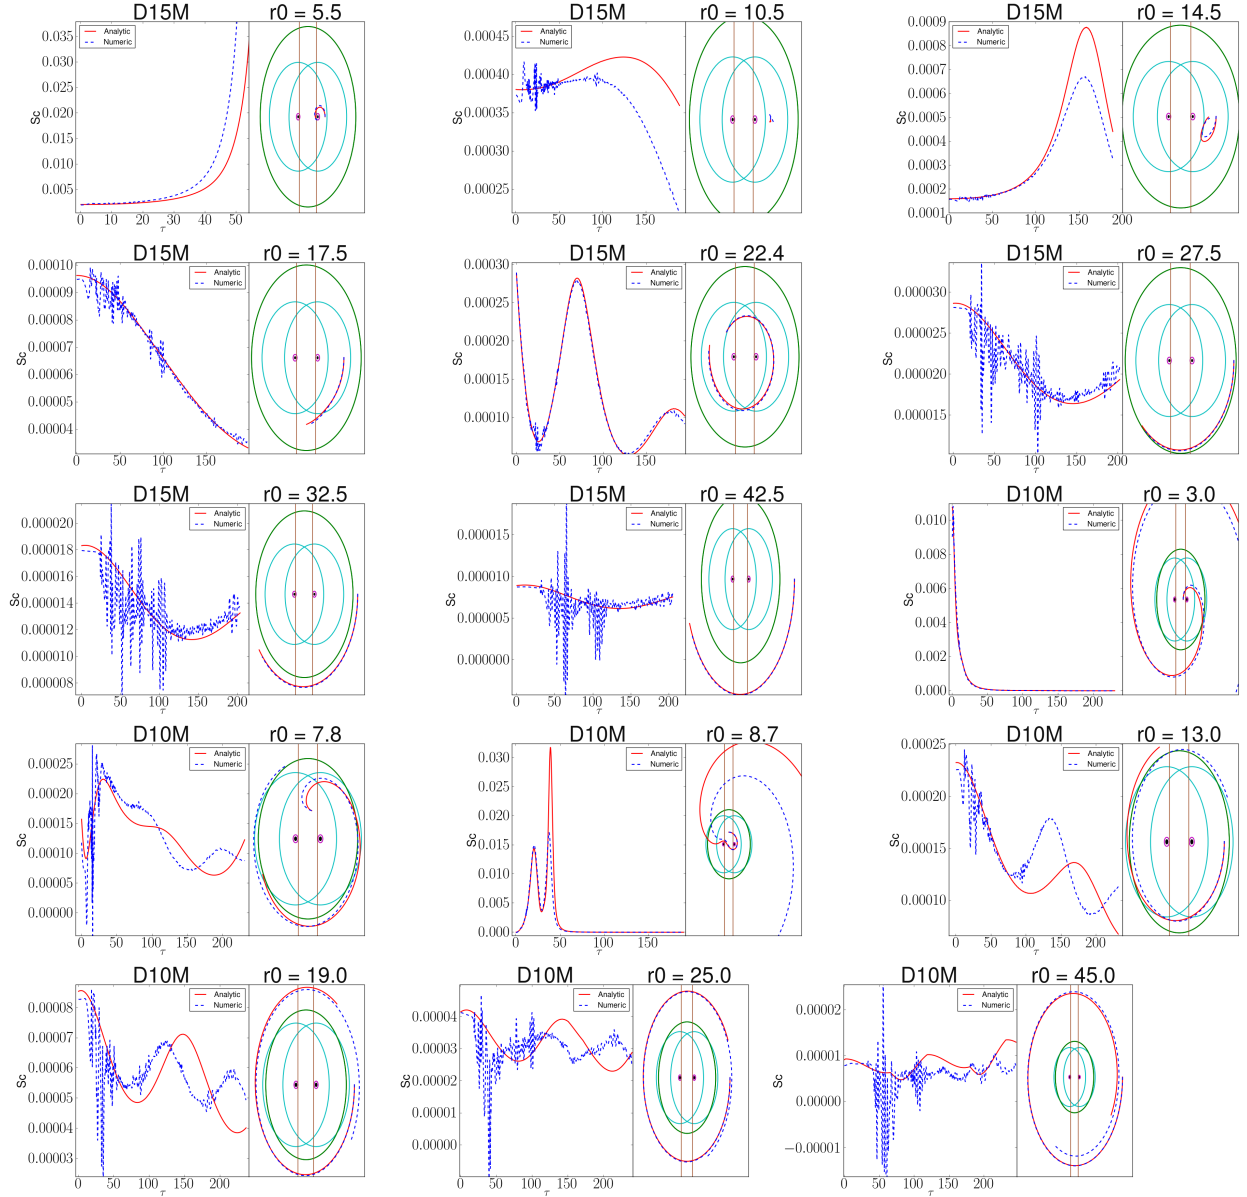 D15M r0 = 5.5
0.035
0.030
0.025
0.020
0.015
0.010
0.005
Sc
Analytic
Numeric
0 10 20 30 40 50
τ
D15M r0 = 10.5
0.00045
0.00040
0.00035
0.00030
0.00025
Sc
Analytic
Numeric
0 50 100 150
τ
D15M r0 = 14.5
0.0009
0.0008
0.0007
0.0006
0.0005
0.0004
0.0003
0.0002
0.0001
Sc
Analytic
Numeric
0 50 100 150 200
τ
D15M r0 = 17.5
0.00010
0.00009
0.00008
0.00007
0.00006
0.00005
0.00004
Sc
Analytic
Numeric
0 50 100 150
τ
D15M r0 = 22.4
0.00030
0.00025
0.00020
0.00015
0.00010
Sc
Analytic
Numeric
0 50 100 150
τ
D15M r0 = 27.5
0.000030
0.000025
0.000020
0.000015
Sc
Analytic
Numeric
0 50 100 150 200
τ
D15M r0 = 32.5
0.000020
0.000018
0.000016
0.000014
0.000012
0.000010
0.000008
Sc
Analytic
Numeric
0 50 100 150 200
τ
D15M r0 = 42.5
0.000015
0.000010
0.000005
0.000000
Sc
Analytic
Numeric
0 50 100 150 200
τ
D10M r0 = 3.0
0.010
0.008
0.006
0.004
0.002
0.000
Sc
Analytic
Numeric
0 50 100 150 200
τ
D10M r0 = 7.8
0.00025
0.00020
0.00015
0.00010
0.00005
0.00000
Sc
Analytic
Numeric
0 50 100 150 200
τ
D10M r0 = 8.7
0.030
0.025
0.020
0.015
0.010
0.005
0.000
Sc
Analytic
Numeric
0 50 100 150
τ
D10M r0 = 13.0
0.00025
0.00020
0.00015
0.00010
Sc
Analytic
Numeric
0 50 100 150 200
τ
D10M r0 = 19.0
0.00008
0.00007
0.00006
0.00005
0.00004
0.00003
Sc
Analytic
Numeric
0 50 100 150 200
τ
D10M r0 = 25.0
0.00004
0.00003
0.00002
0.00001
0.00000
Sc
Analytic
Numeric
0 50 100 150 200
τ
D10M r0 = 45.0
0.00002
0.00001
0.00000
−0.00001
Sc
Analytic
Numeric
0 50 100 150 200
τ